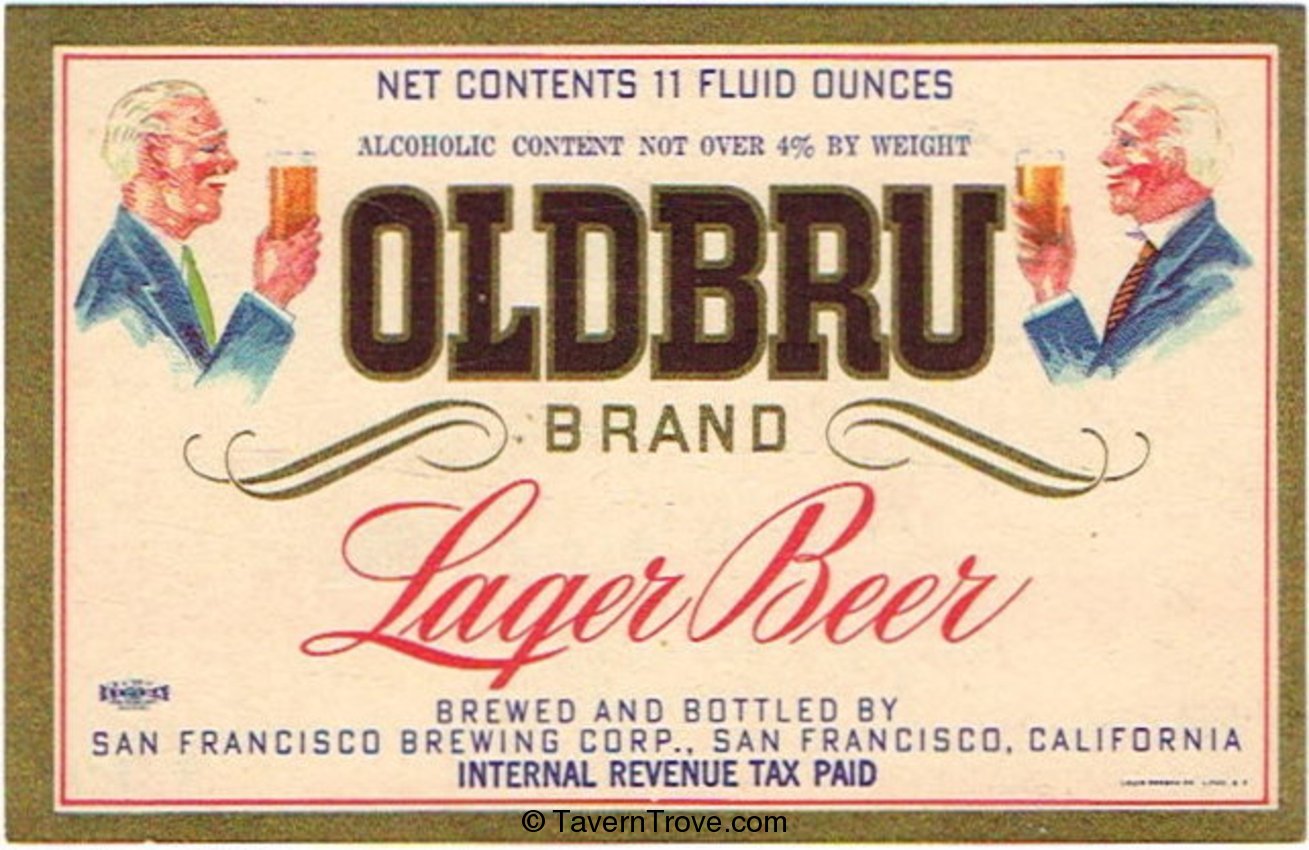 NET CONTENTS 11 FLUID OUNCES
ALCOHOLIC CONTENT NOT OVER 4% BY WEIGHT
OLDBRU
BRAND
Lager Beer
BREWED AND BOTTLED BY
SAN FRANCISCO BREWING CORP., SAN FRANCISCO, CALIFORNIA
INTERNAL REVENUE TAX PAID
© TavernTrove.com